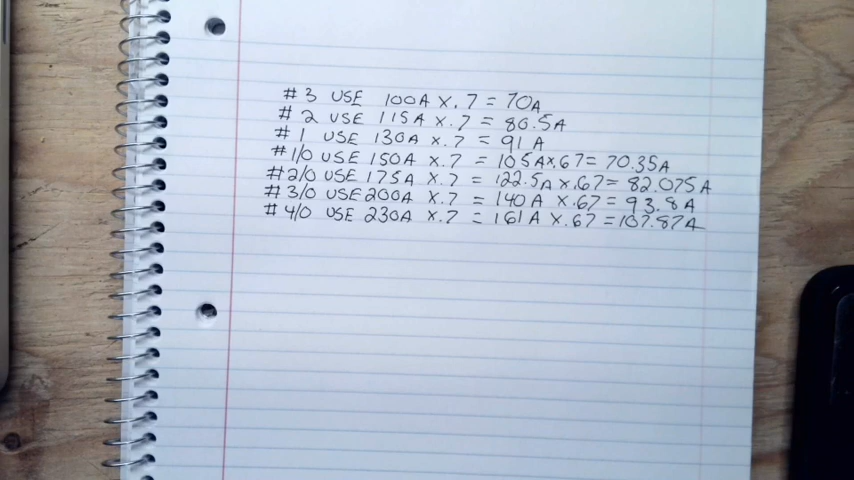 # 3 USE 100A X .7 = 70A
# 2 USE 115A X .7 = 80.5A
# 1 USE 130A X .7 = 91 A
# 1/0 USE 150A X .7 = 105A X .67 = 70.35A
# 2/0 USE 175A X .7 = 122.5A X .67 = 82.075A
# 3/0 USE 200A X .7 = 140A X .67 = 93.8A
# 4/0 USE 230A X .7 = 161A X .67 = 107.87A